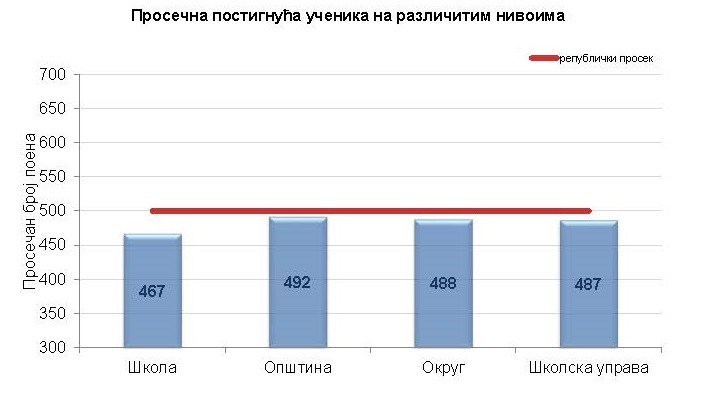 Просечна постигнућа ученика на различитим нивоима
републички просек
Просечан број поена
700
650
600
550
500
450
400
350
300
467
492
488
487
Школа
Општина
Округ
Школска управа